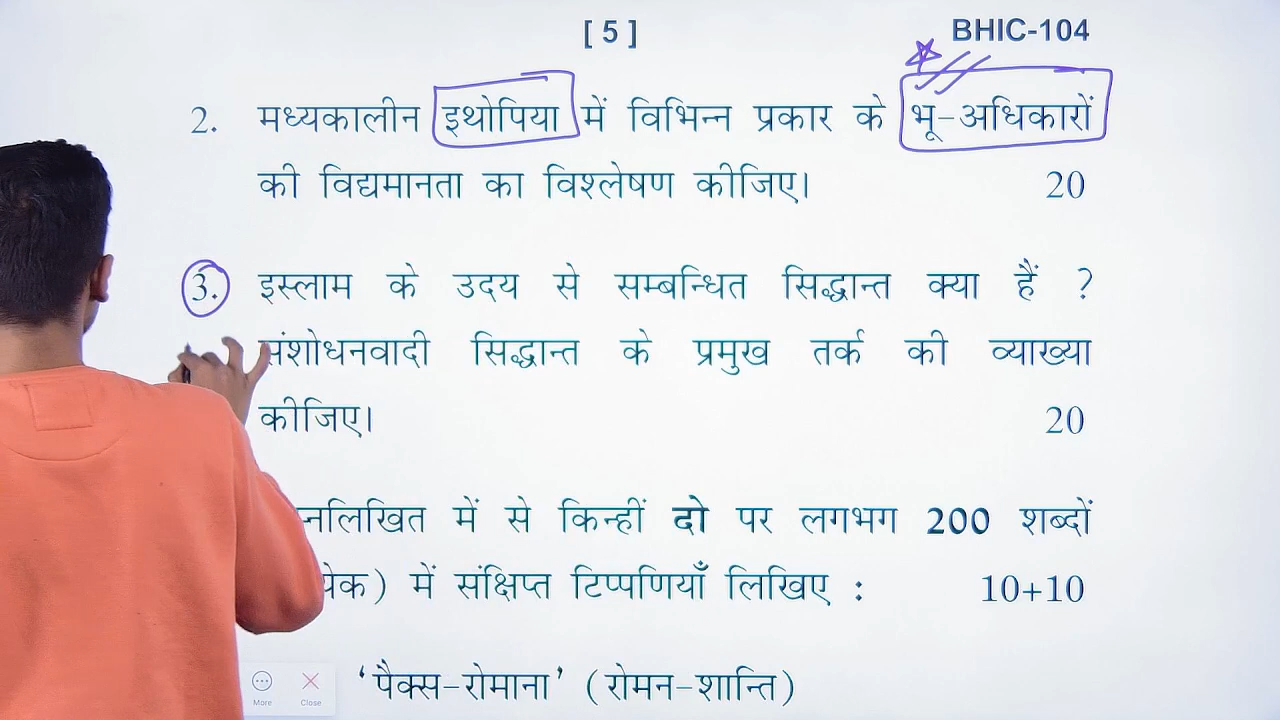 [ 5 ]
BHIC-104
2. मध्यकालीन इथोपिया में विभिन्न प्रकार के भू-अधिकारों
की विद्यमानता का विश्लेषण कीजिए। 20
3. इस्लाम के उदय से सम्बन्धित सिद्धान्त क्या हैं ?
संशोधनवादी सिद्धान्त के प्रमुख तर्क की व्याख्या
कीजिए। 20
में से किन्हीं दो पर लगभग 200 शब्दों
में संक्षिप्त टिप्पणियाँ लिखिए : 10+10
'पैक्स-रोमाना' (रोमन-शान्ति)
More
Close